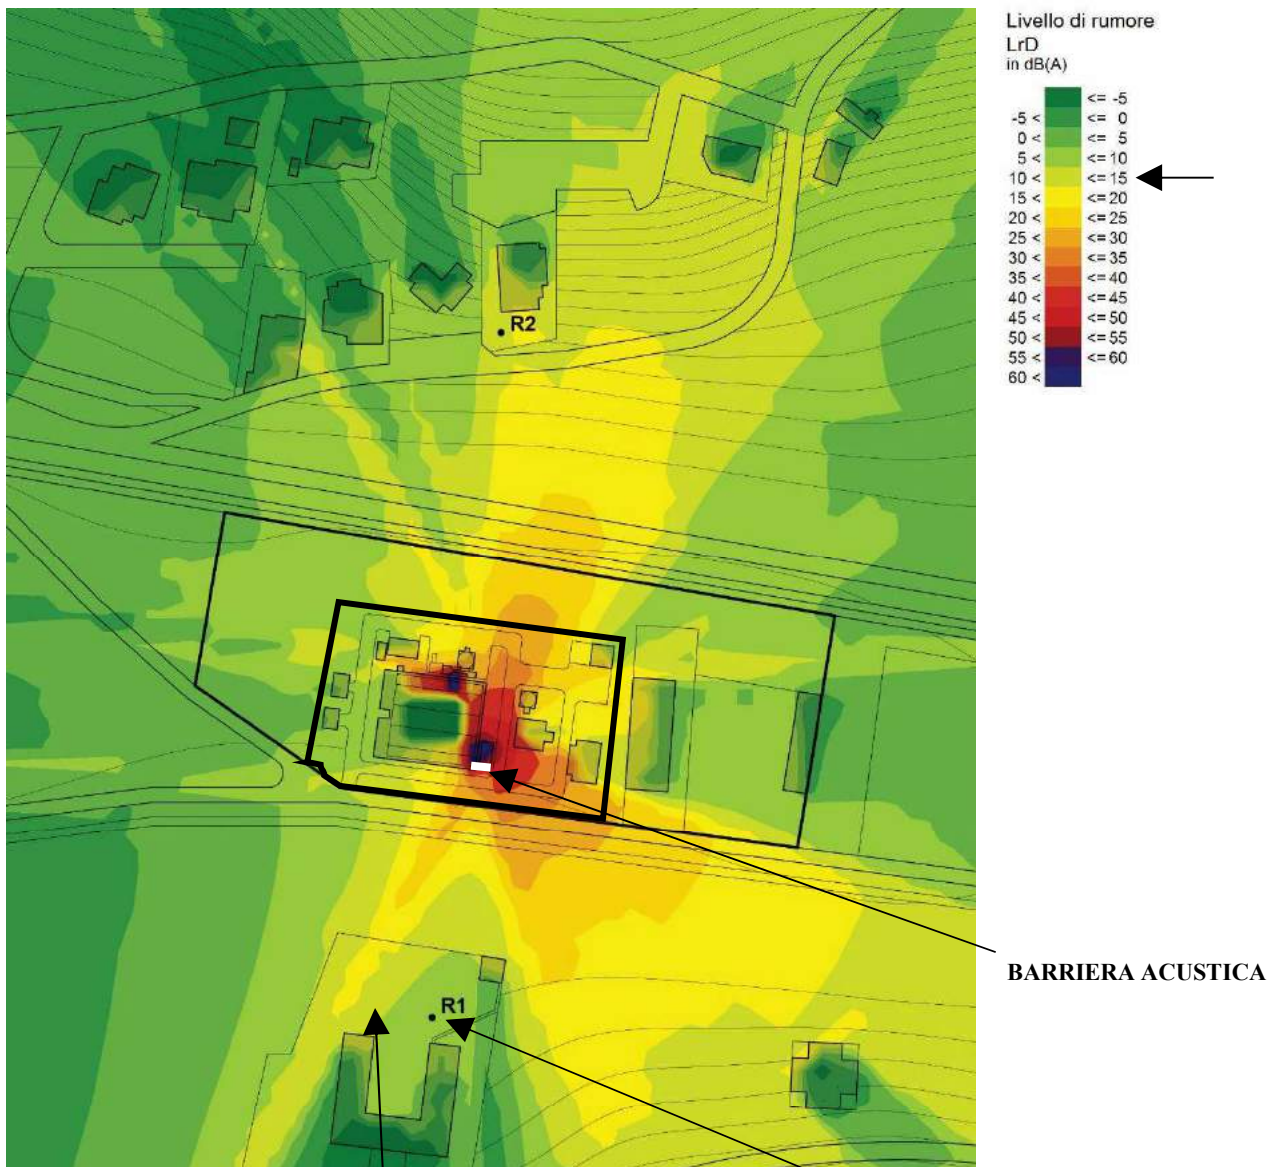 Livello di rumore
LrD
in dB(A)
<= -5
-5 < <= 0
0 < <= 5
5 < <= 10
10 < <= 15
15 < <= 20
20 < <= 25
25 < <= 30
30 < <= 35
35 < <= 40
40 < <= 45
45 < <= 50
50 < <= 55
55 < <= 60
60 <
R2
BARRIERA ACUSTICA
R1